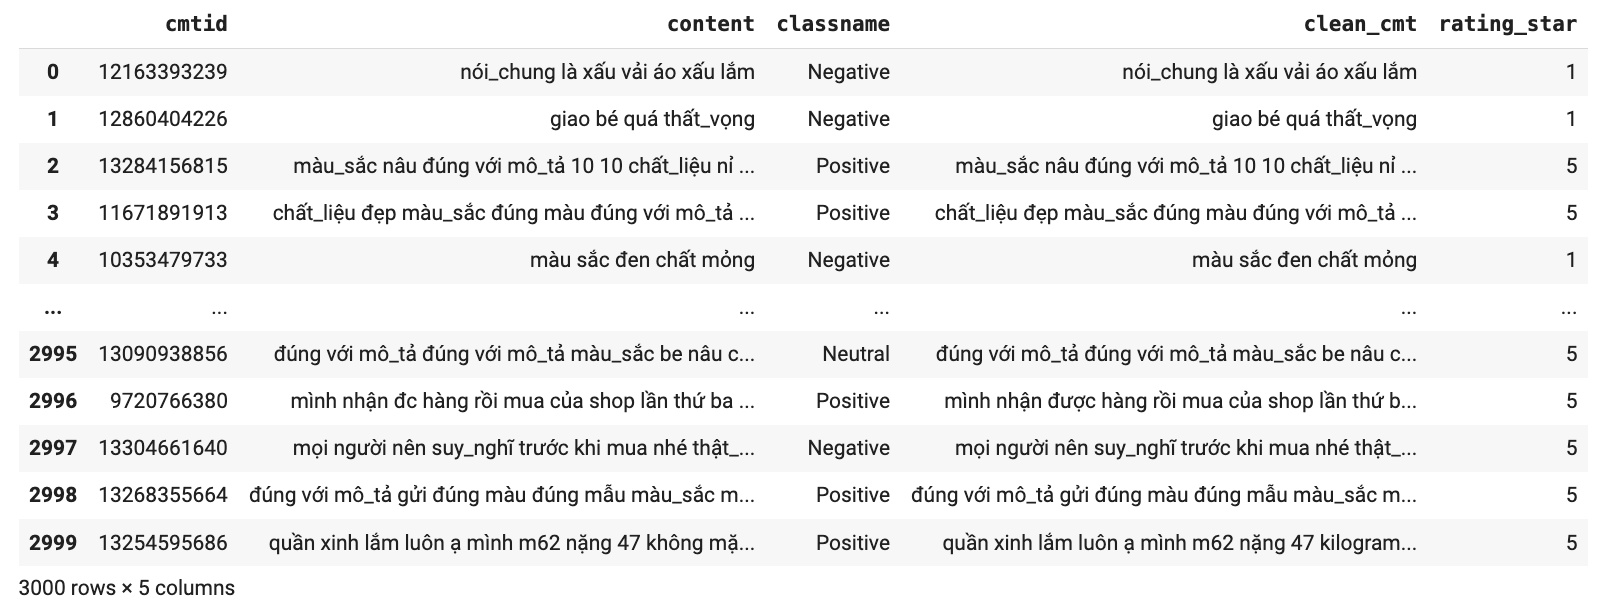 cmtid content classname clean_cmt rating_star
0 12163393239 nói_chung là xấu vải áo xấu lắm Negative nói_chung là xấu vải áo xấu lắm 1
1 12860404226 giao bé quá thất_vọng Negative giao bé quá thất_vọng 1
2 13284156815 màu_sắc nâu đúng với mô_tả 10 10 chất_liệu nỉ ... Positive màu_sắc nâu đúng với mô_tả 10 10 chất_liệu nỉ ... 5
3 11671891913 chất_liệu đẹp màu_sắc đúng màu đúng với mô_tả ... Positive chất_liệu đẹp màu_sắc đúng màu đúng với mô_tả ... 5
4 10353479733 màu sắc đen chất mỏng Negative màu sắc đen chất mỏng 1
... ... ... ... ... ...
2995 13090938856 đúng với mô_tả đúng với mô_tả màu_sắc be nâu c... Neutral đúng với mô_tả đúng với mô_tả màu_sắc be nâu c... 5
2996 9720766380 mình nhận đc hàng rồi mua của shop lần thứ ba ... Positive mình nhận được hàng rồi mua của shop lần thứ b... 5
2997 13304661640 mọi người nên suy_nghĩ trước khi mua nhé thật_... Negative mọi người nên suy_nghĩ trước khi mua nhé thật_... 5
2998 13268355664 đúng với mô_tả gửi đúng màu đúng mẫu màu_sắc m... Positive đúng với mô_tả gửi đúng màu đúng mẫu màu_sắc m... 5
2999 13254595686 quần xinh lắm luôn ạ mình m62 nặng 47 không mặ... Positive quần xinh lắm luôn ạ mình m62 nặng 47 kilogram... 5
3000 rows × 5 columns